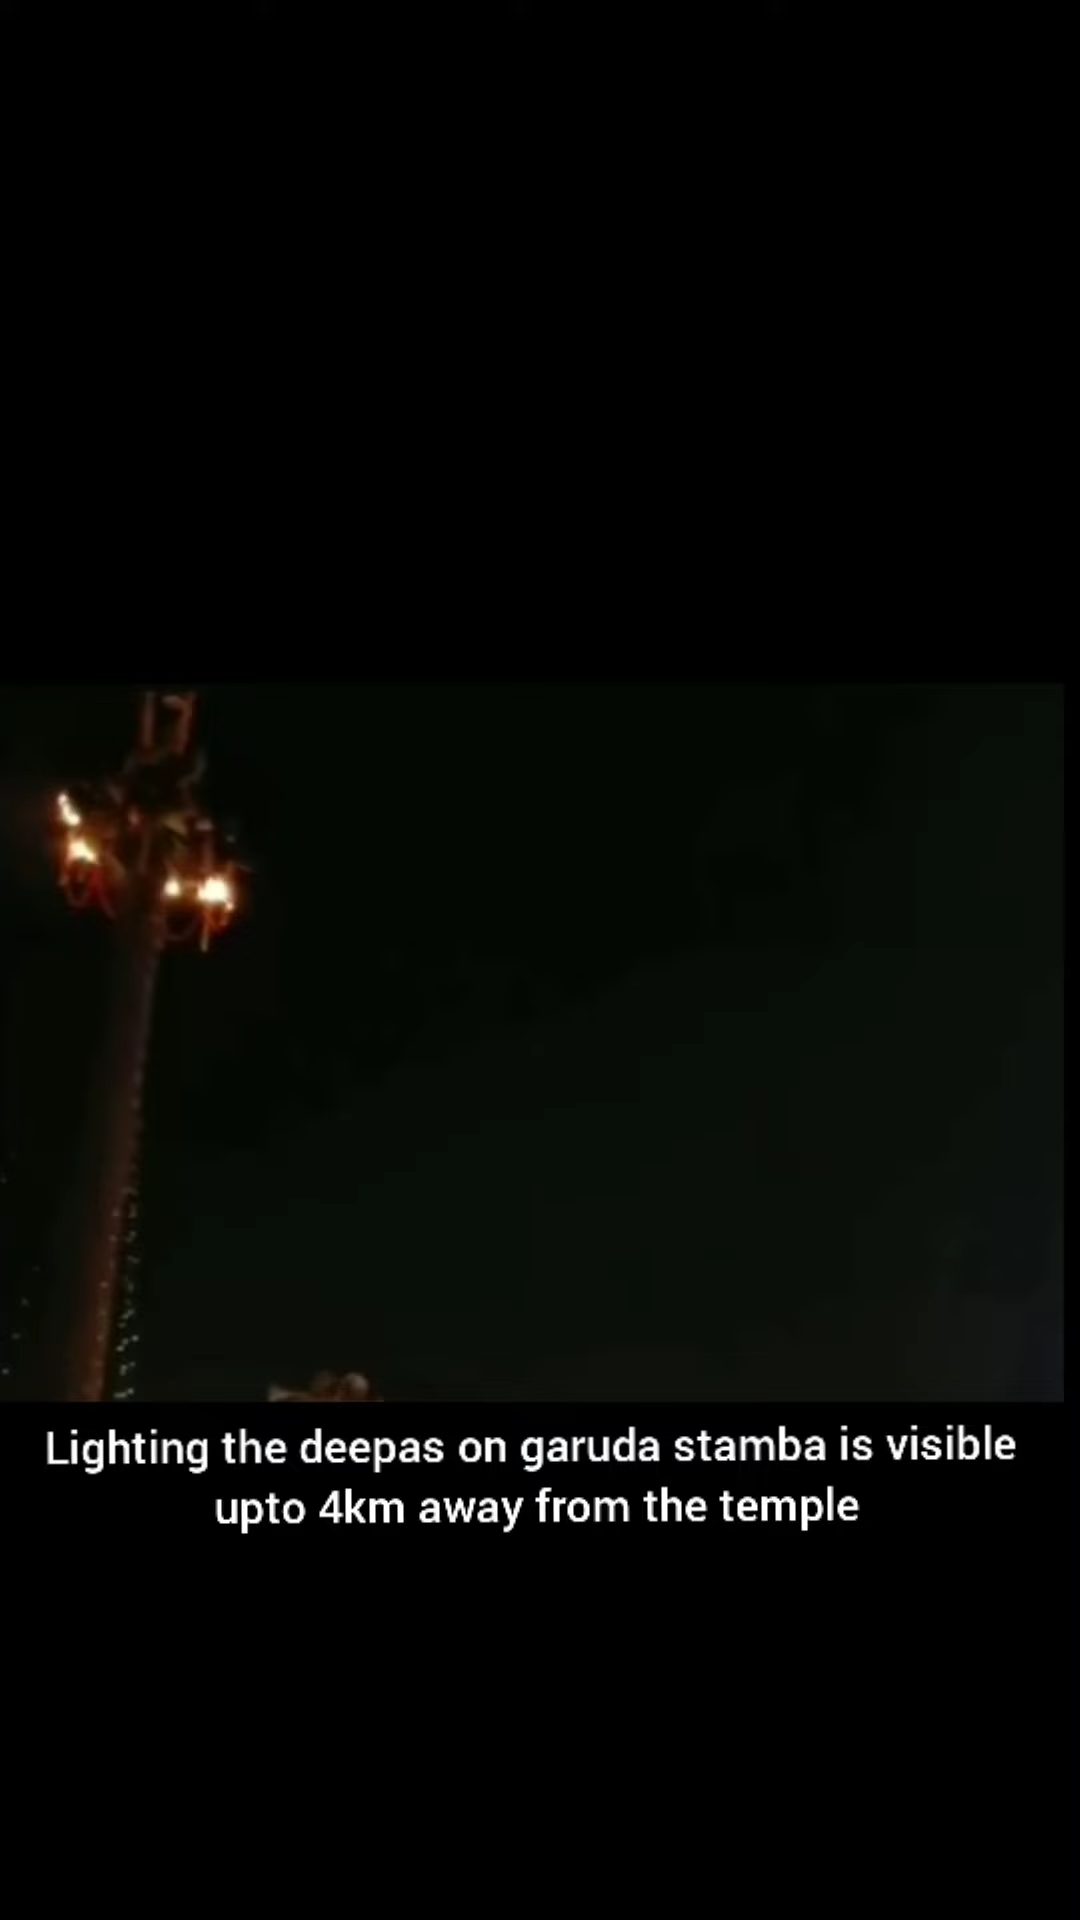 Lighting the deepas on garuda stamba is visible
upto 4km away from the temple